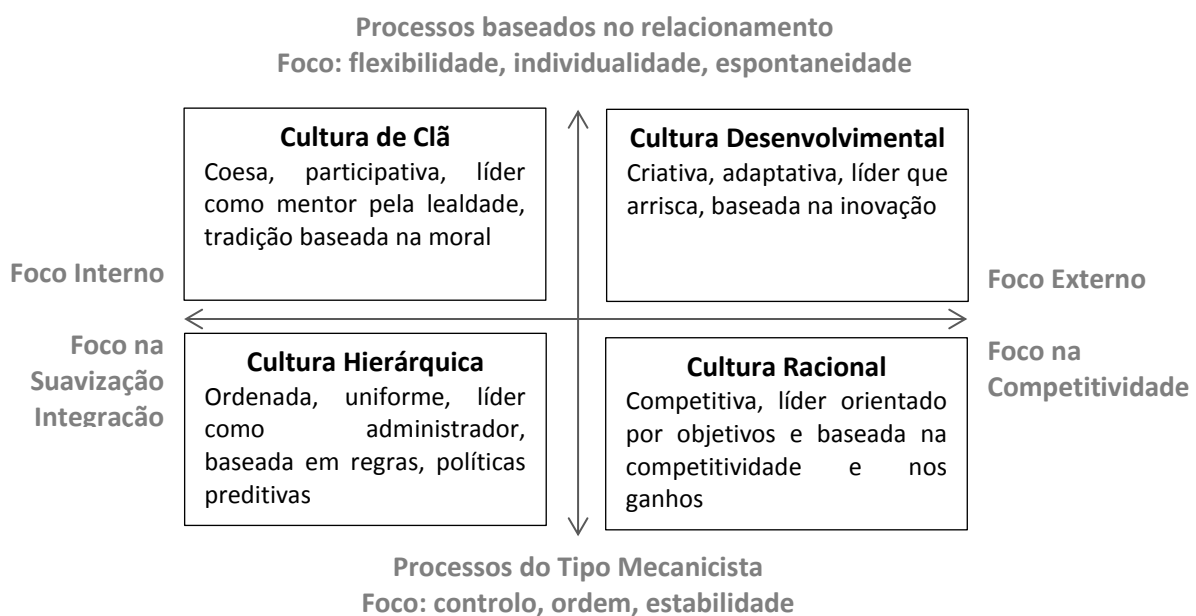 Processos baseados no relacionamento
Foco: flexibilidade, individualidade, espontaneidade
Cultura de Clã
Coesa, participativa, líder
como mentor pela lealdade,
tradição baseada na moral
Cultura Desenvolvimental
Criativa, adaptativa, líder que
arrisca, baseada na inovação
Foco Interno
Foco Externo
Foco na
Suavização
Integração
Cultura Hierárquica
Ordenada, uniforme, líder
como administrador,
baseada em regras, políticas
preditivas
Cultura Racional
Competitiva, líder orientado
por objetivos e baseada na
competitividade e nos
ganhos
Foco na
Competitividade
Processos do Tipo Mecanicista
Foco: controlo, ordem, estabilidade